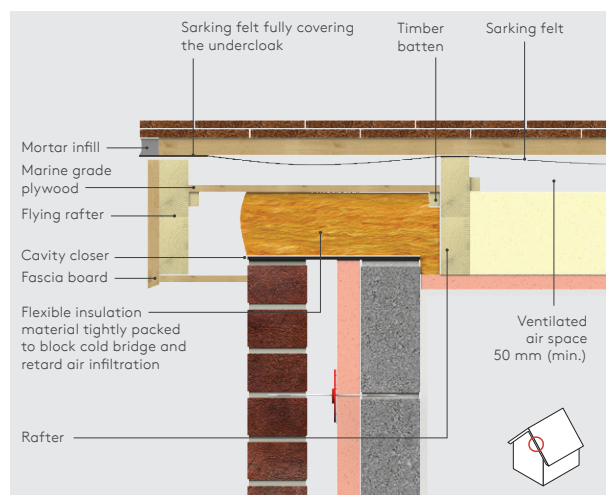 Sarking felt fully covering
the undercloak
Timber
batten
Sarking felt
Mortar infill
Marine grade
plywood
Flying rafter
Cavity closer
Fascia board
Flexible insulation
material tightly packed
to block cold bridge and
retard air infiltration
Ventilated
air space
50 mm (min.)
Rafter